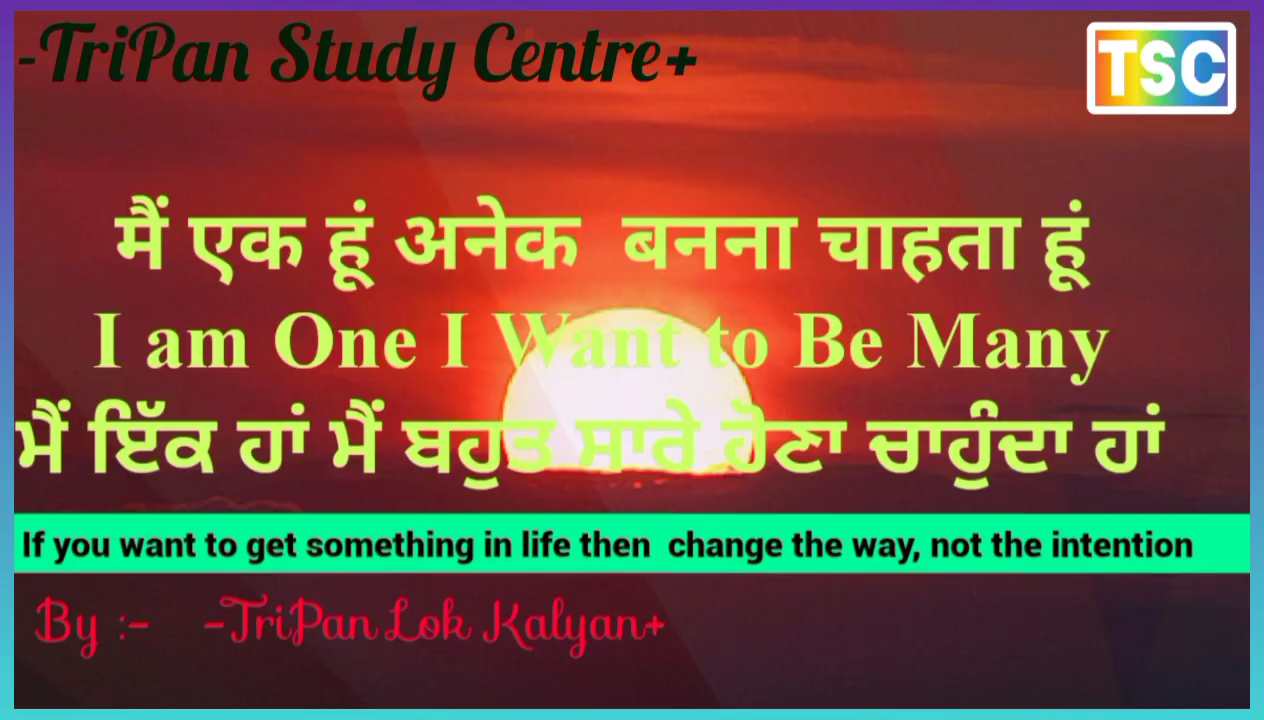 -TriPan Study Centre+
TSC
मैं एक हूं अनेक  बनना चाहता हूं
I am One I Want to Be Many
ਮੈਂ ਇੱਕ ਹਾਂ ਮੈਂ ਬਹੁਤ ਸਾਰੇ ਹੋਣਾ ਚਾਹੁੰਦਾ ਹਾਂ
If you want to get something in life then  change the way, not the intention
By :-    -TriPan Lok Kalyan+